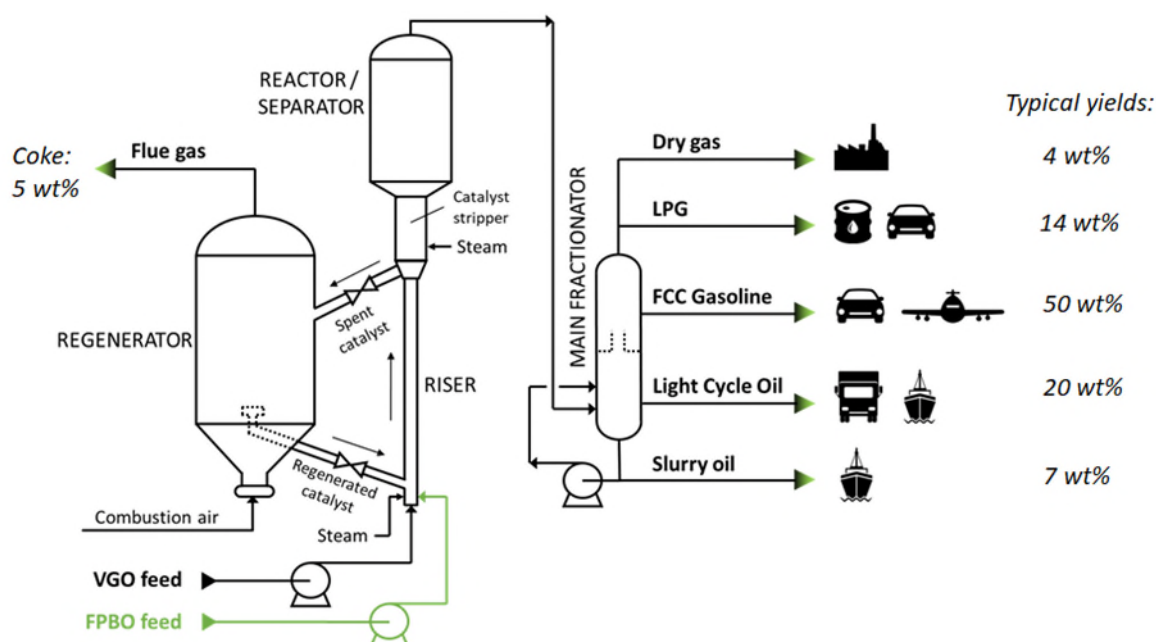 REACTOR /
SEPARATOR
Typical yields:
Coke:
5 wt%
Flue gas
Dry gas
4 wt%
Catalyst
stripper
LPG
14 wt%
Steam
MAIN FRACTIONATOR
FCC Gasoline
50 wt%
REGENERATOR
Spent
catalyst
RISER
Light Cycle Oil
20 wt%
Regenerated
catalyst
Slurry oil
7 wt%
Combustion air
Steam
VGO feed
FPBO feed